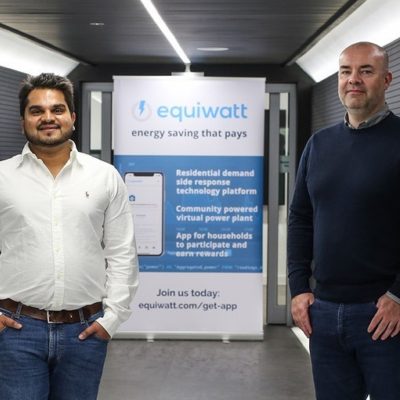 equiwatt
energy saving that pays
equiwatt
Residential demand
side response
technology platform
Community powered
virtual power plant
App for households
to participate and
earn rewards
Join us today:
equiwatt.com/get-app